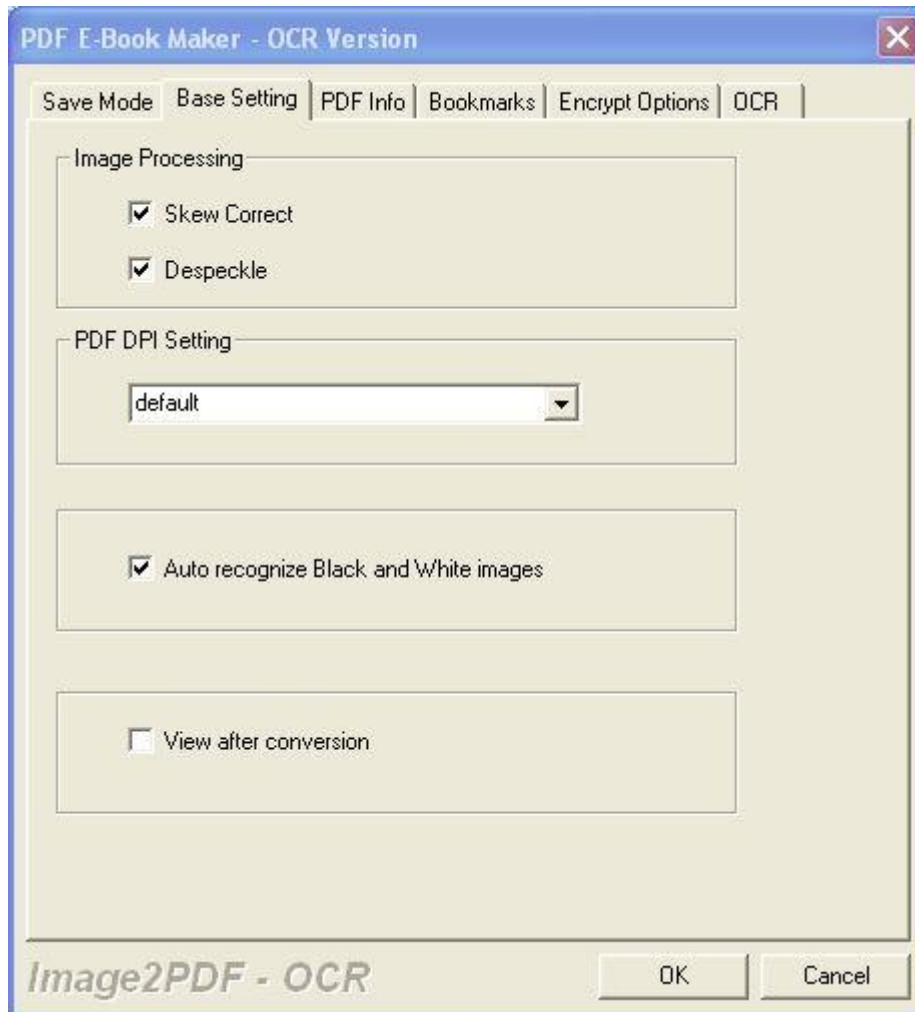 PDF E-Book Maker - OCR Version
Save Mode Base Setting PDF Info Bookmarks Encrypt Options OCR
Image Processing
Skew Correct
Despeckle
PDF DPI Setting
default
Auto recognize Black and White images
View after conversion
Image2PDF - OCR OK Cancel